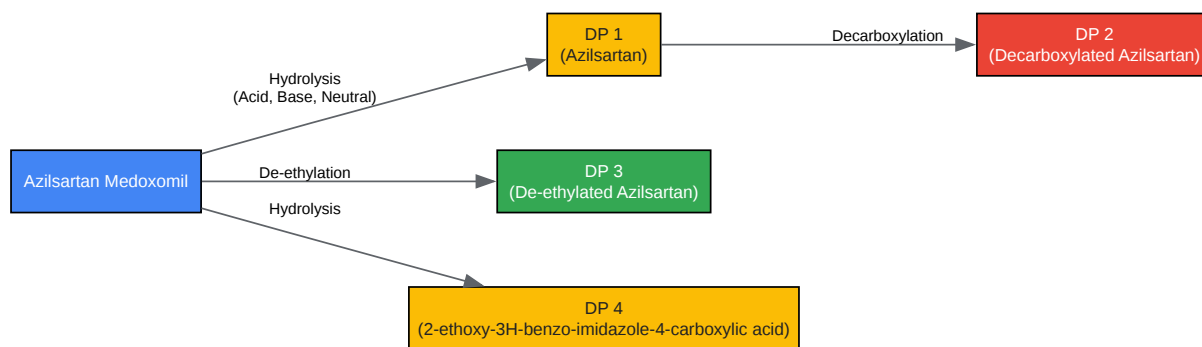 DP 1
(Azilsartan)
Decarboxylation
DP 2
(Decarboxylated Azilsartan)
Hydrolysis
(Acid, Base, Neutral)
Azilsartan Medoxomil
De-ethylation
DP 3
(De-ethylated Azilsartan)
Hydrolysis
DP 4
(2-ethoxy-3H-benzo-imidazole-4-carboxylic acid)